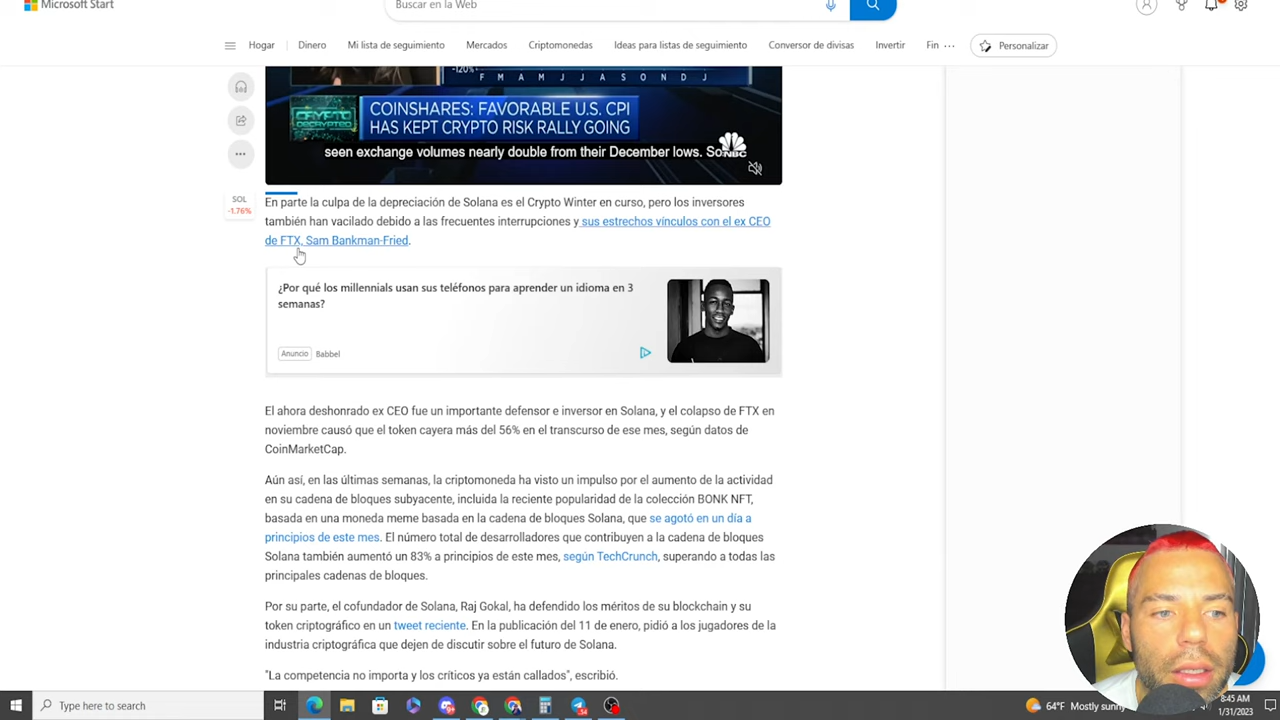 Microsoft Start
Buscar en la Web
Hogar Dinero Mi lista de seguimiento Mercados Criptomonedas Ideas para listas de seguimiento Conversor de divisas Invertir Fin ... Personalizar
-120%
F M A M J J A S O N D J
CRYPTO DECRYPTED
COINSHARES: FAVORABLE U.S. CPI
HAS KEPT CRYPTO RISK RALLY GOING
seen exchange volumes nearly double from their December lows. So
NBC
SOL
-1.76%
En parte la culpa de la depreciación de Solana es el Crypto Winter en curso, pero los inversores
también han vacilado debido a las frecuentes interrupciones y sus estrechos vínculos con el ex CEO
de FTX, Sam Bankman-Fried.
¿Por qué los millennials usan sus teléfonos para aprender un idioma en 3
semanas?
Anuncio Babbel
El ahora deshonrado ex CEO fue un importante defensor e inversor en Solana, y el colapso de FTX en
noviembre causó que el token cayera más del 56% en el transcurso de ese mes, según datos de
CoinMarketCap.
Aún así, en las últimas semanas, la criptomoneda ha visto un impulso por el aumento de la actividad
en su cadena de bloques subyacente, incluida la reciente popularidad de la colección BONK NFT,
basada en una moneda meme basada en la cadena de bloques Solana, que se agotó en un día a
principios de este mes. El número total de desarrolladores que contribuyen a la cadena de bloques
Solana también aumentó un 83% a principios de este mes, según TechCrunch, superando a todas las
principales cadenas de bloques.
Por su parte, el cofundador de Solana, Raj Gokal, ha defendido los méritos de su blockchain y su
token criptográfico en un tweet reciente. En la publicación del 11 de enero, pidió a los jugadores de la
industria criptográfica que dejen de discutir sobre el futuro de Solana.
"La competencia no importa y los críticos ya están callados", escribió.
Type here to search
64°F Mostly sunny
8:45 AM
1/31/2023